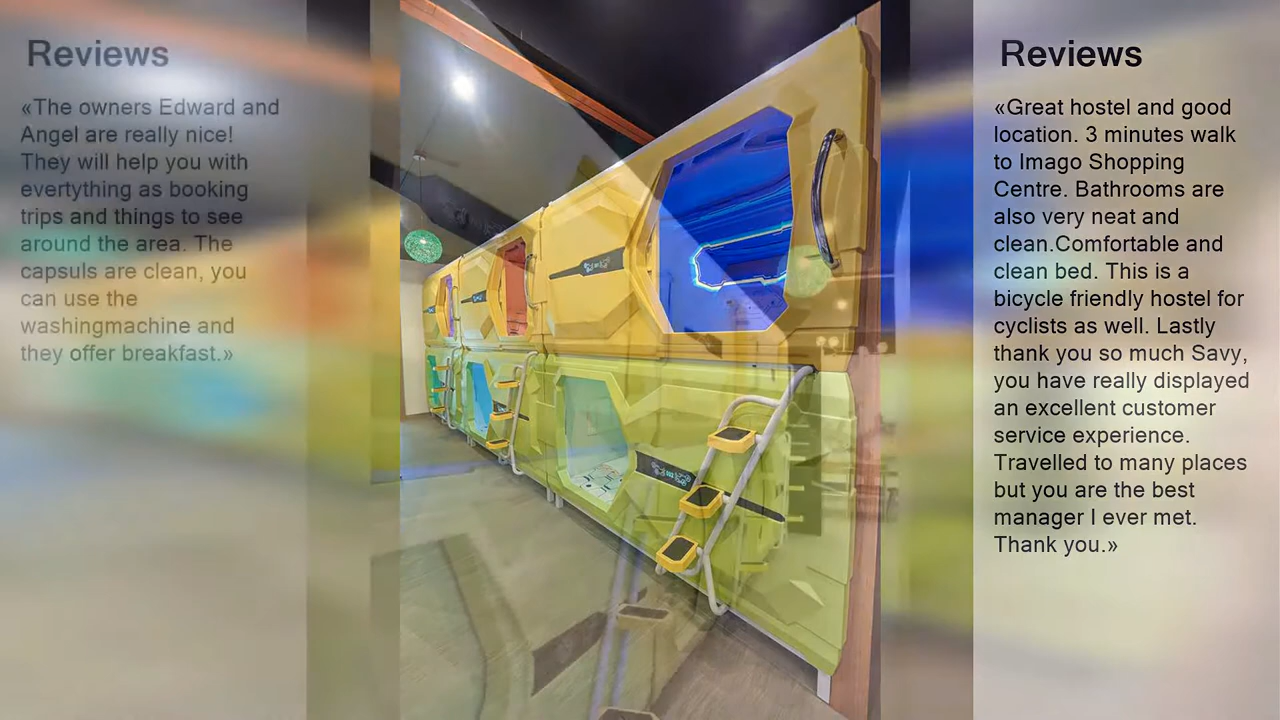 Reviews
«The owners Edward and
Angel are really nice!
They will help you with
evertything as booking
trips and things to see
around the area. The
capsuls are clean, you
can use the
washingmachine and
they offer breakfast.»
Reviews
«Great hostel and good
location. 3 minutes walk
to Imago Shopping
Centre. Bathrooms are
also very neat and
clean.Comfortable and
clean bed. This is a
bicycle friendly hostel for
cyclists as well. Lastly
thank you so much Savy,
you have really displayed
an excellent customer
service experience.
Travelled to many places
but you are the best
manager I ever met.
Thank you.»